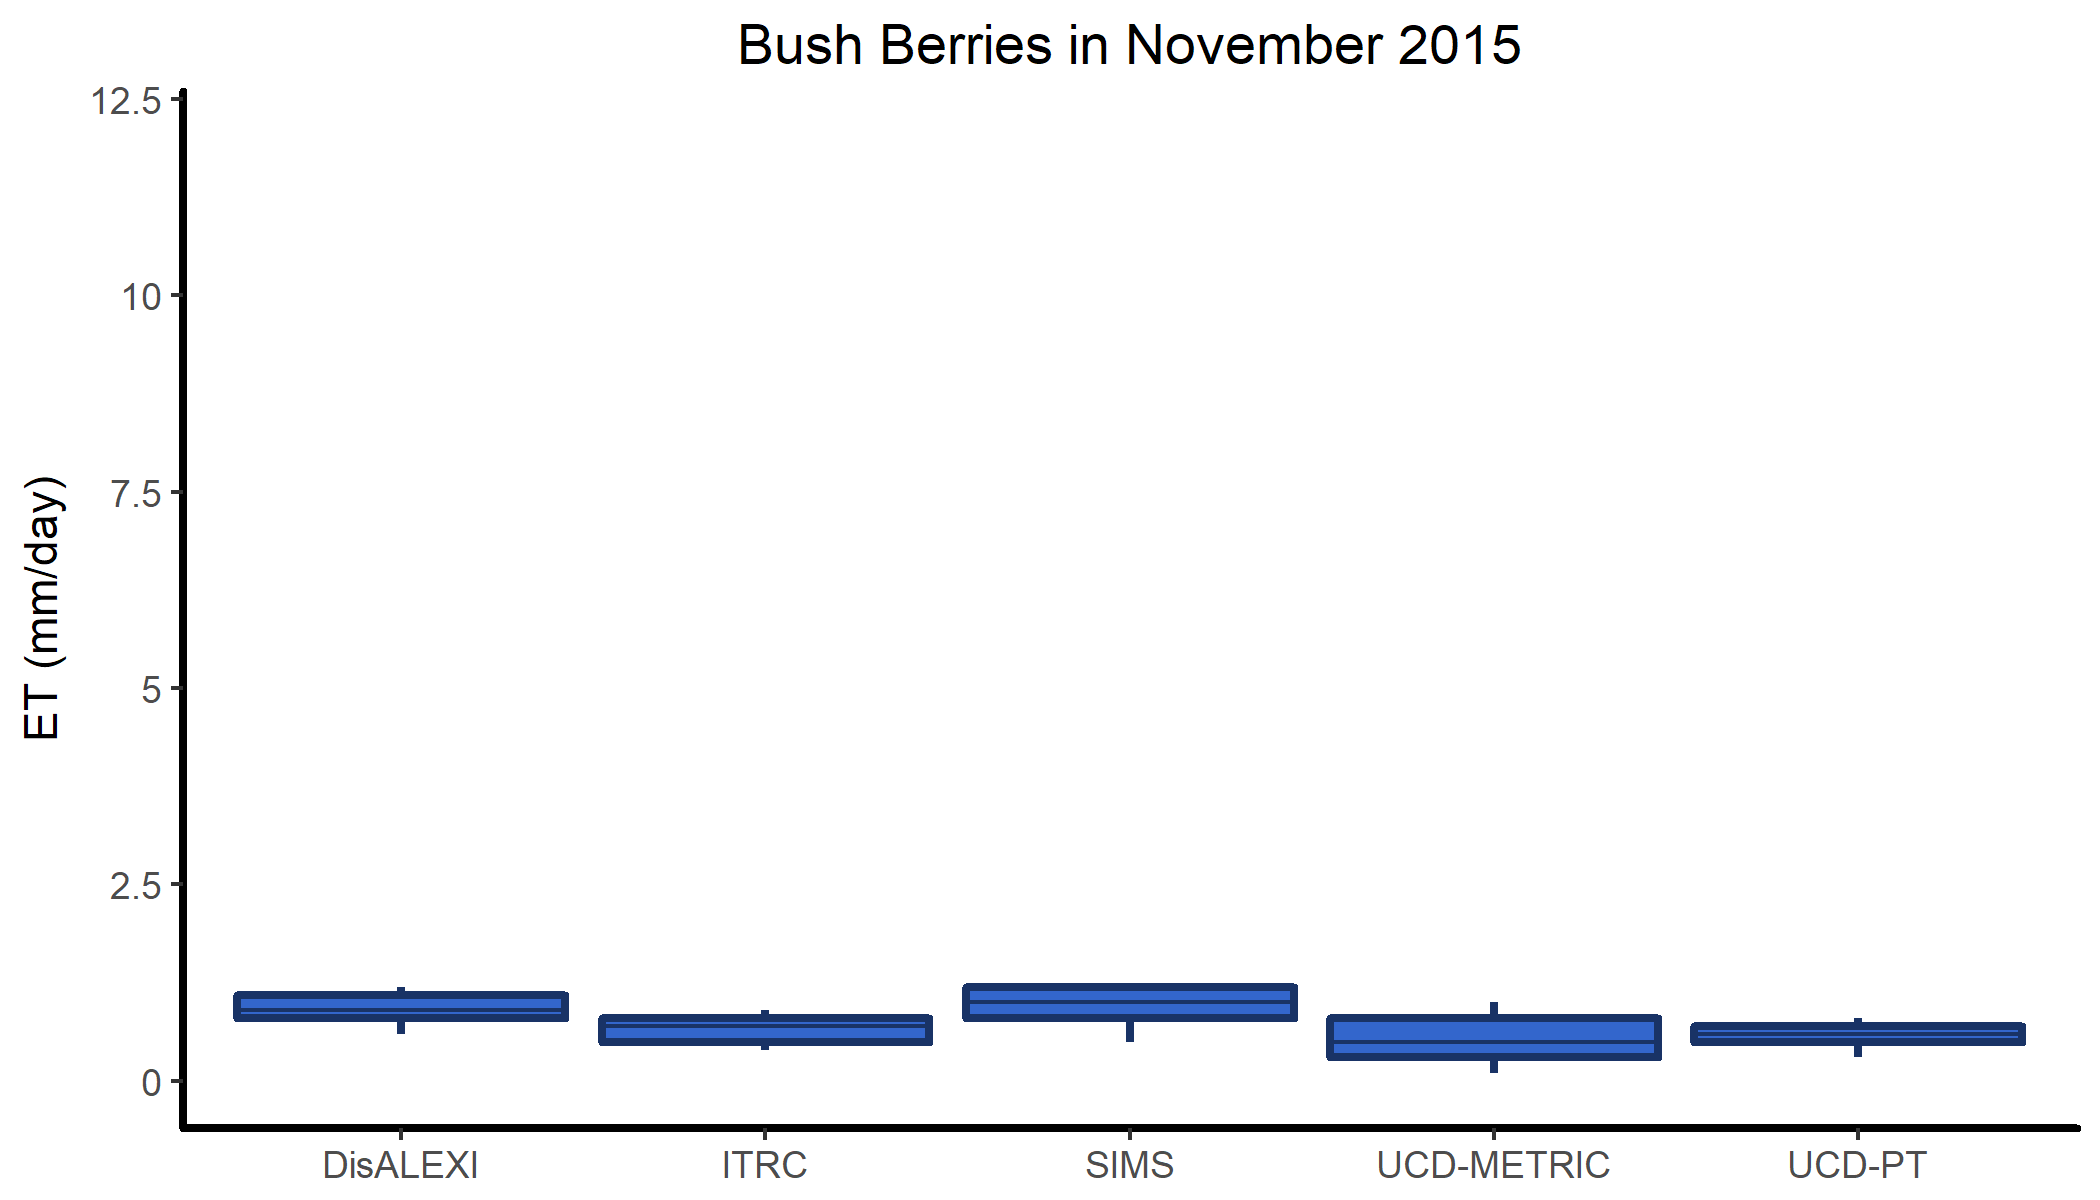 Bush Berries in November 2015
12.5
10
7.5
5
2.5
0
ET (mm/day)
DisALEXI ITRC SIMS UCD-METRIC UCD-PT